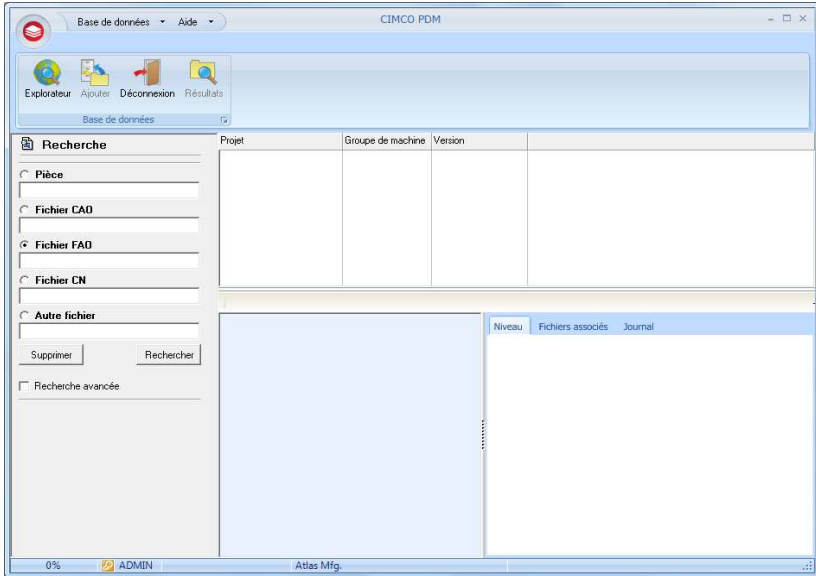 Base de données Aide CIMCO PDM
Explorateur Ajouter Déconnexion Résultats
Base de données
Recherche
Projet Groupe de machine Version
Pièce
Fichier CAO
Fichier FAO
Fichier CN
Autre fichier
Niveau Fichiers associés Journal
Supprimer Rechercher
Recherche avancée
0% ADMIN Atlas Mfg.